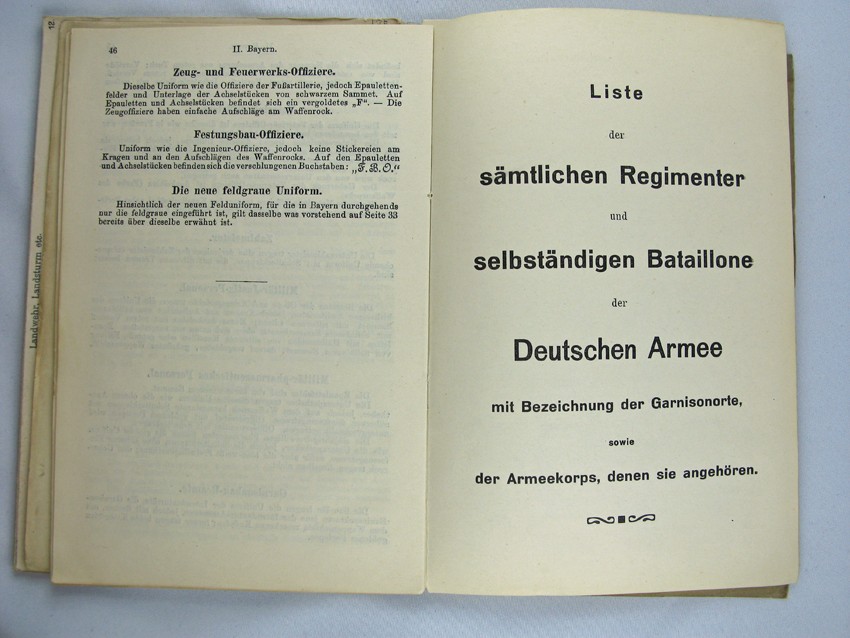 12
Landwehr, Landsturm etc.
46
II. Bayern.
Zeug- und Feuerwerks-Offiziere.
Dieselbe Uniform wie die Offiziere der Fußartillerie, jedoch Epauletten-
felder und Unterlage der Achselstücken von schwarzem Sammet. Auf
Epauletten und Achselstücken befindet sich ein vergoldetes „F“. — Die
Zeugoffiziere haben einfache Aufschläge am Waffenrock.
Festungsbau-Offiziere.
Uniform wie die Ingenieur-Offiziere, jedoch keine Stickereien am
Kragen und an den Aufschlägen des Waffenrocks. Auf den Epauletten
und Achselstücken befinden sich die verschlungenen Buchstaben: „F.B.O.“
Die neue feldgraue Uniform.
Hinsichtlich der neuen Felduniform, für die in Bayern durchgehends
nur die feldgraue eingeführt ist, gilt dasselbe was vorstehend auf Seite 33
bereits über dieselbe erwähnt ist.
Liste
der
sämtlichen Regimenter
und
selbständigen Bataillone
der
Deutschen Armee
mit Bezeichnung der Garnisonorte,
sowie
der Armeekorps, denen sie angehören.